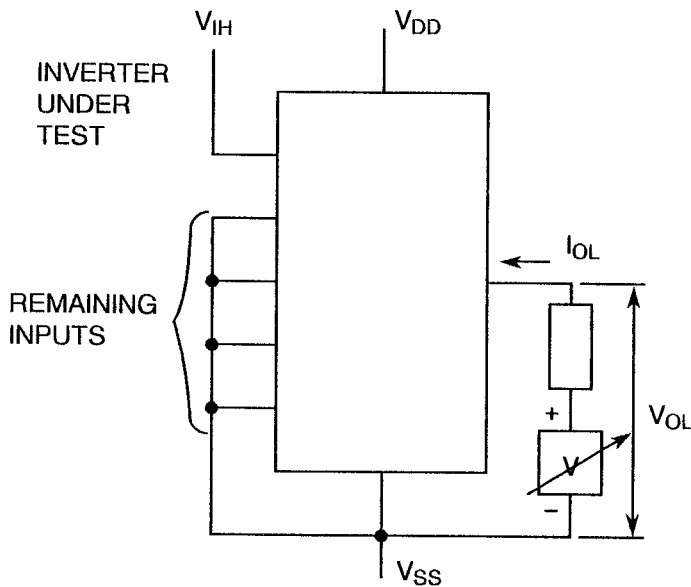 V_IH
V_DD
INVERTER
UNDER
TEST
I_OL
REMAINING
INPUTS
+
V
V_OL
−
V_SS